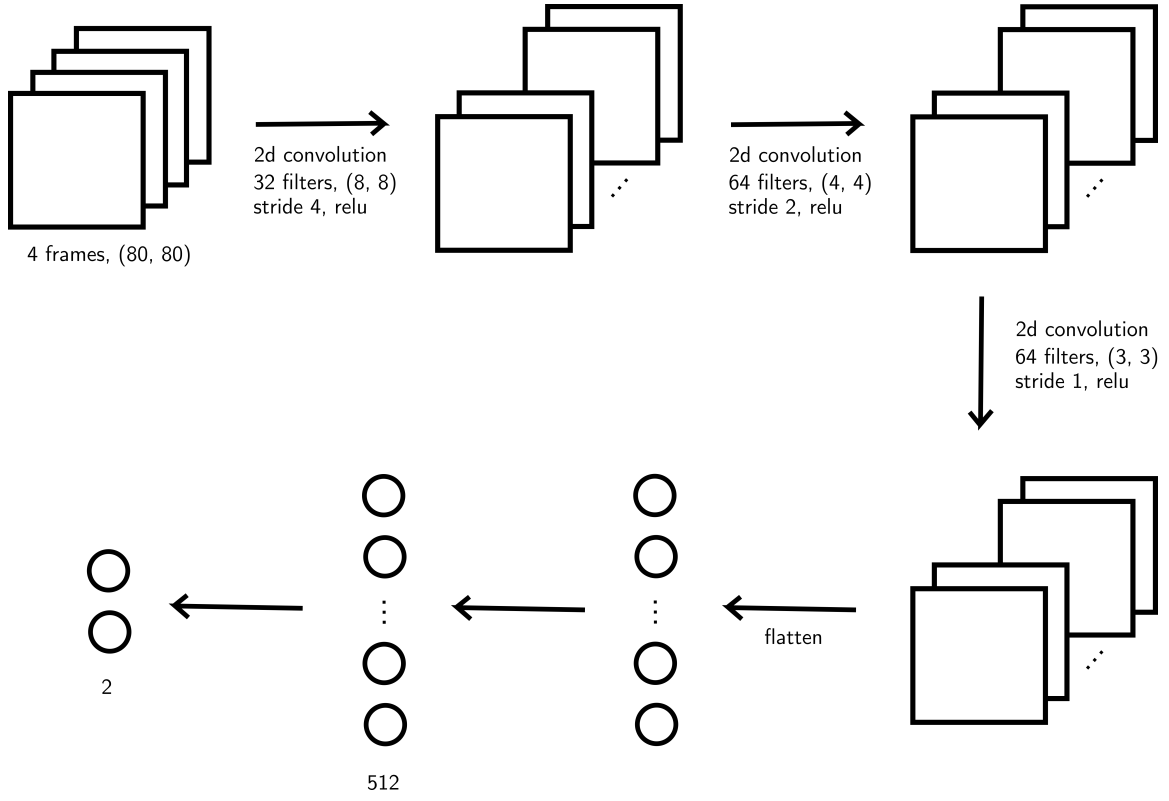 4 frames, (80, 80)
2d convolution
32 filters, (8, 8)
stride 4, relu
2d convolution
64 filters, (4, 4)
stride 2, relu
2d convolution
64 filters, (3, 3)
stride 1, relu
flatten
512
2